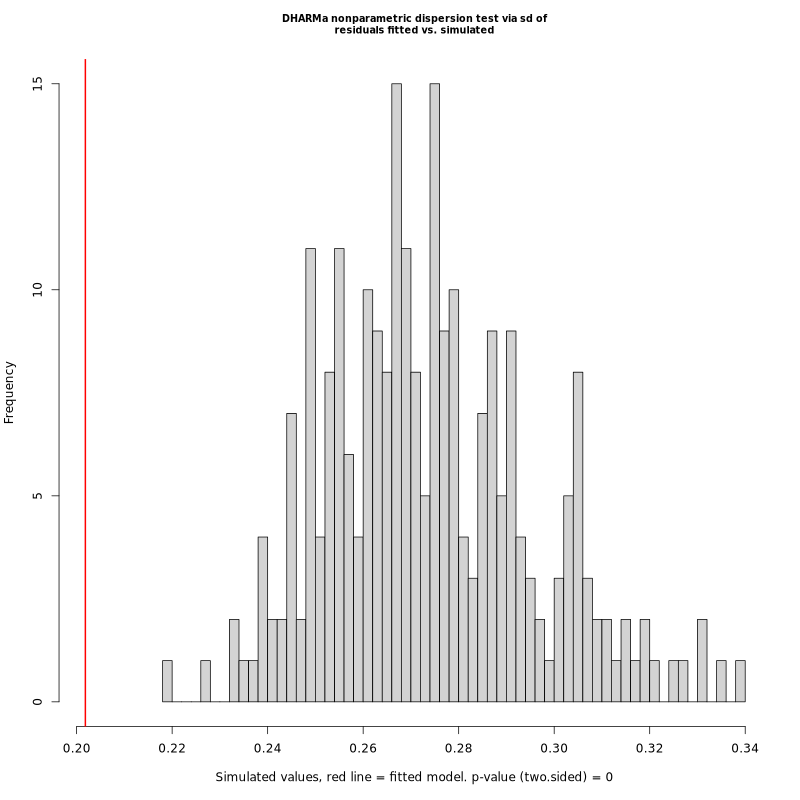 DHARMa nonparametric dispersion test via sd of
residuals fitted vs. simulated
Frequency
15
10
5
0
0.20 0.22 0.24 0.26 0.28 0.30 0.32 0.34
Simulated values, red line = fitted model. p-value (two.sided) = 0